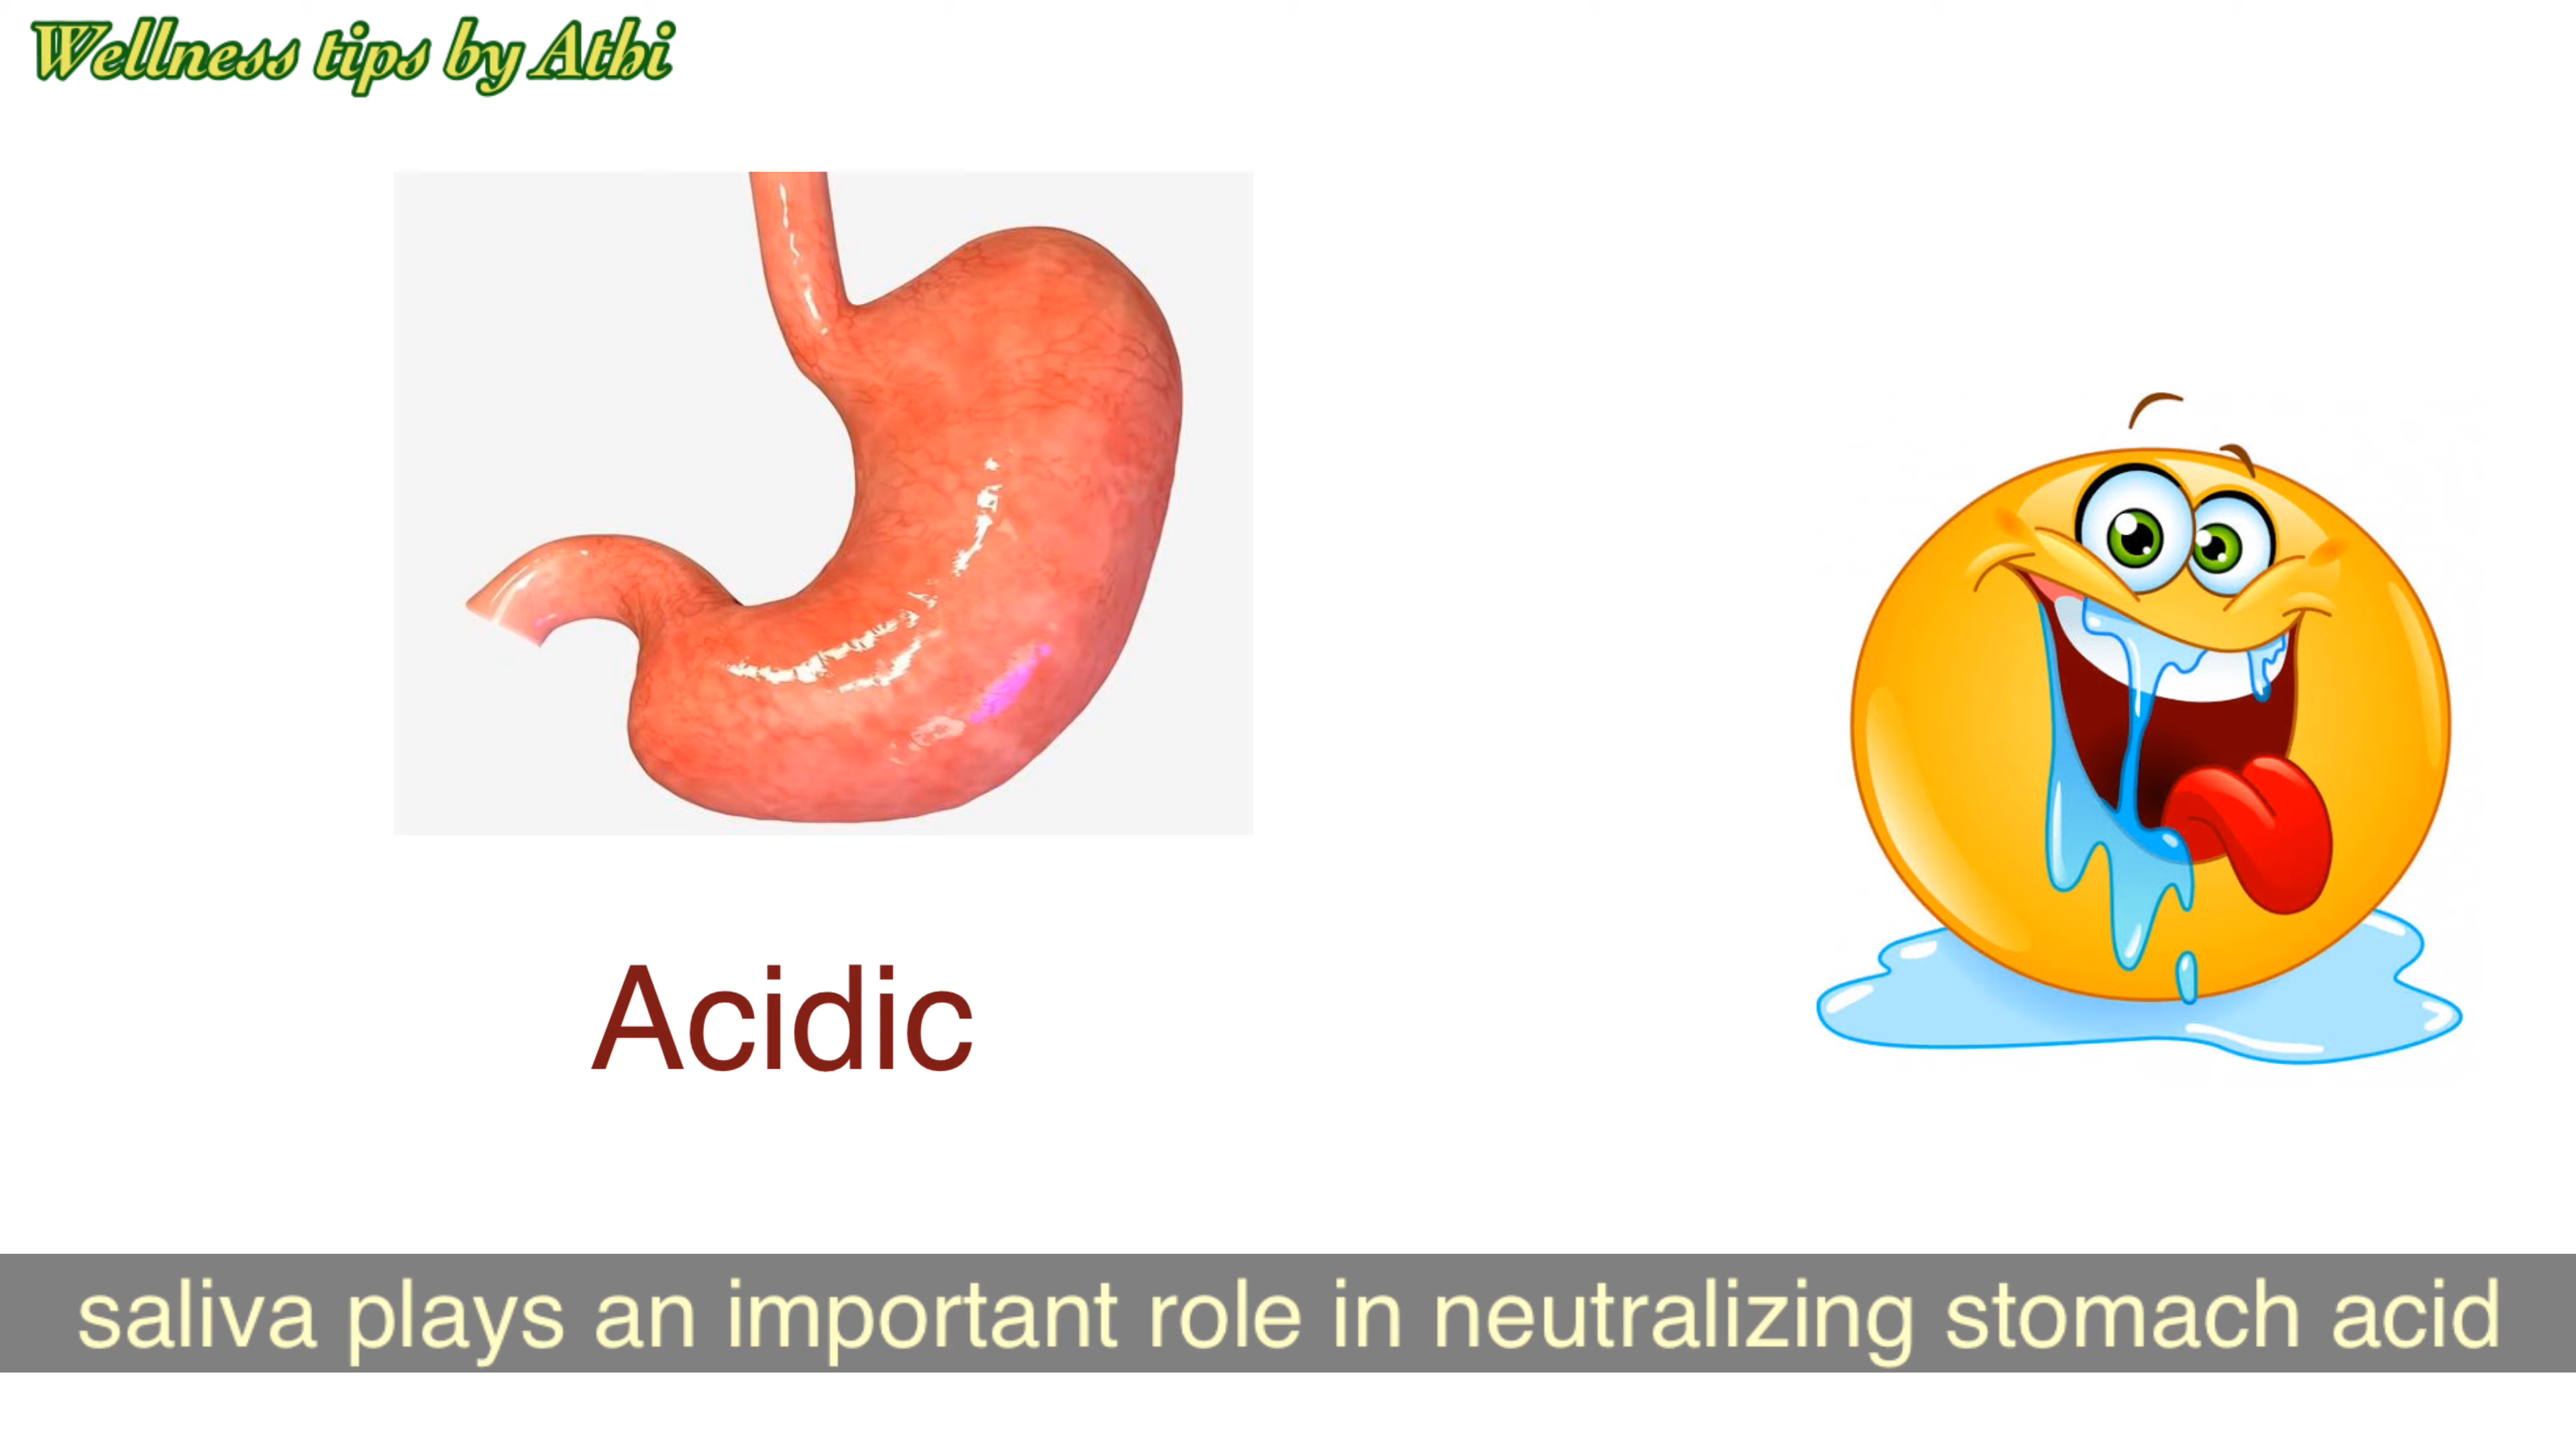 Wellness tips by Athi
Acidic
saliva plays an important role in neutralizing stomach acid